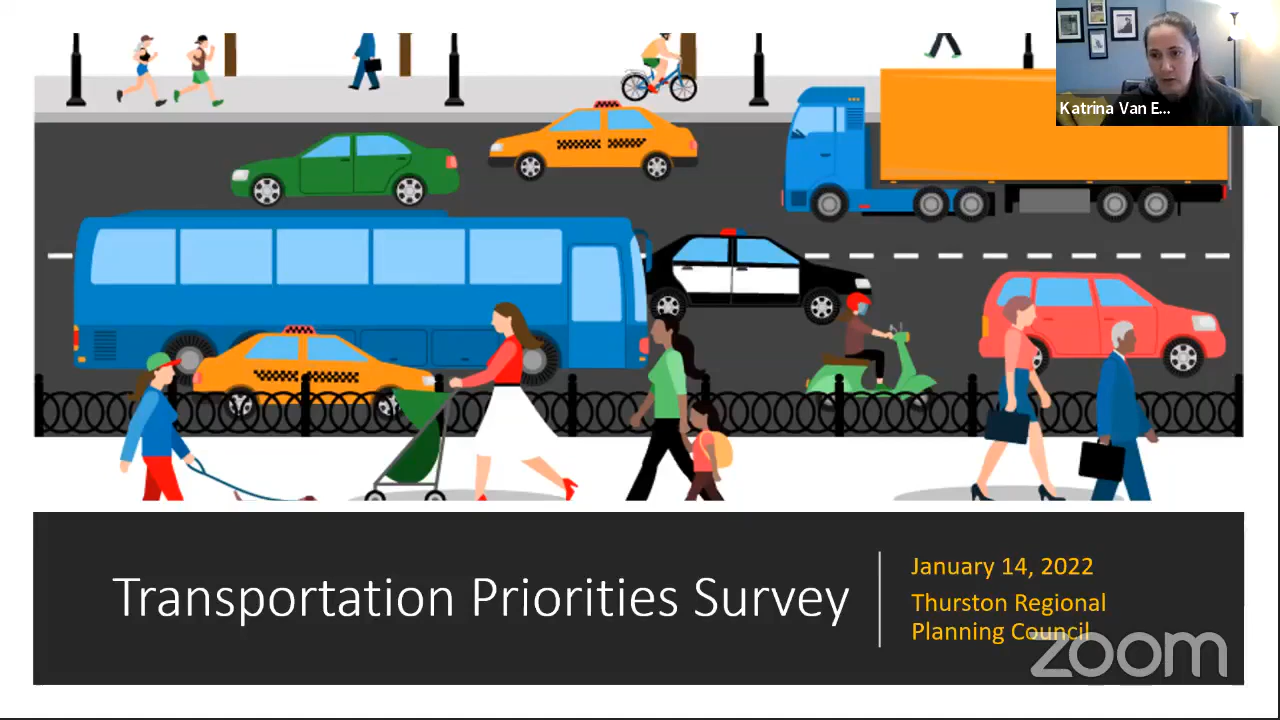 Katrina Van E...
Transportation Priorities Survey
January 14, 2022
Thurston Regional
Planning Council
zoom